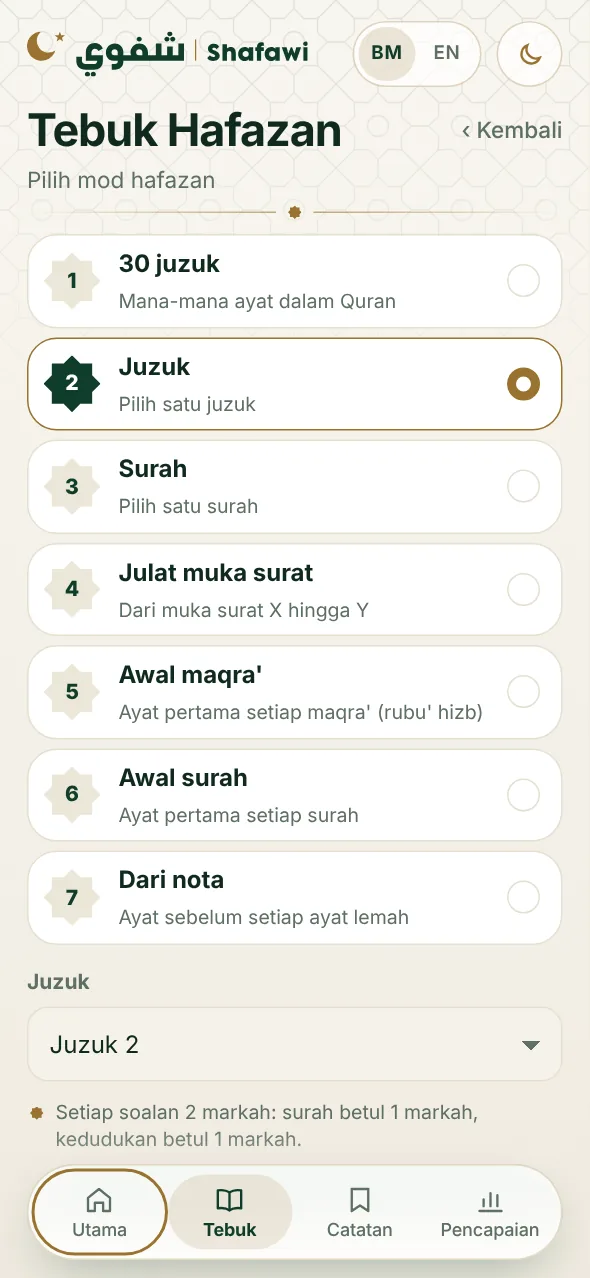 شفوي | Shafawi
BM EN
Tebuk Hafazan
‹ Kembali
Pilih mod hafazan
1
30 juzuk
Mana-mana ayat dalam Quran
2
Juzuk
Pilih satu juzuk
3
Surah
Pilih satu surah
4
Julat muka surat
Dari muka surat X hingga Y
5
Awal maqra'
Ayat pertama setiap maqra' (rubu' hizb)
6
Awal surah
Ayat pertama setiap surah
7
Dari nota
Ayat sebelum setiap ayat lemah
Juzuk
Juzuk 2
Setiap soalan 2 markah: surah betul 1 markah,
kedudukan betul 1 markah.
Utama Tebuk Catatan Pencapaian